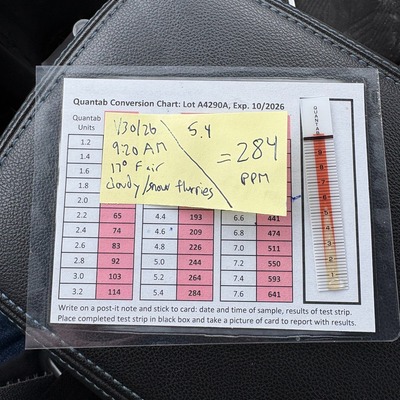 Quantab Conversion Chart: Lot A4290A, Exp. 10/2026
Quantab
Units
1/30/26
9:20 AM
17° Fair
cloudy/snow flurries
5.4
= 284
PPM
1.2
1.4
1.6
1.8
2.0
2.2 65 4.4 193 6.6 441
2.4 74 4.6 209 6.8 474
2.6 83 4.8 226 7.0 511
2.8 92 5.0 244 7.2 550
3.0 103 5.2 264 7.4 593
3.2 114 5.4 284 7.6 641
QUANTAB
Write on a post-it note and stick to card: date and time of sample, results of test strip.
Place completed test strip in black box and take a picture of card to report with results.